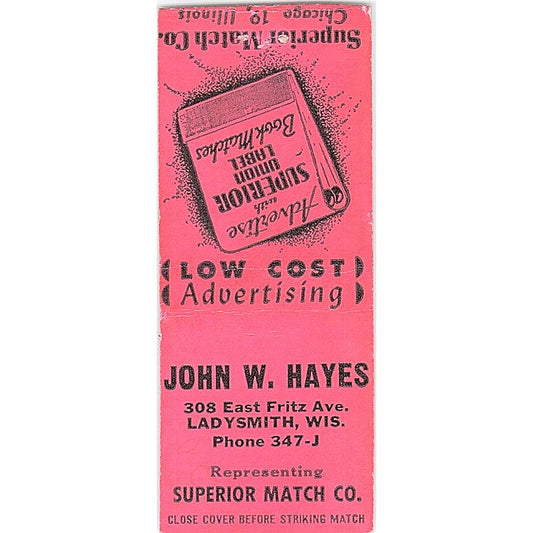 Superior Match Co.
Chicago 19, Illinois
Advertise
with
SUPERIOR
UNION
LABEL
Book Matches
LOW COST
Advertising
JOHN W. HAYES
308 East Fritz Ave.
LADYSMITH, WIS.
Phone 347-J
Representing
SUPERIOR MATCH CO.
CLOSE COVER BEFORE STRIKING MATCH